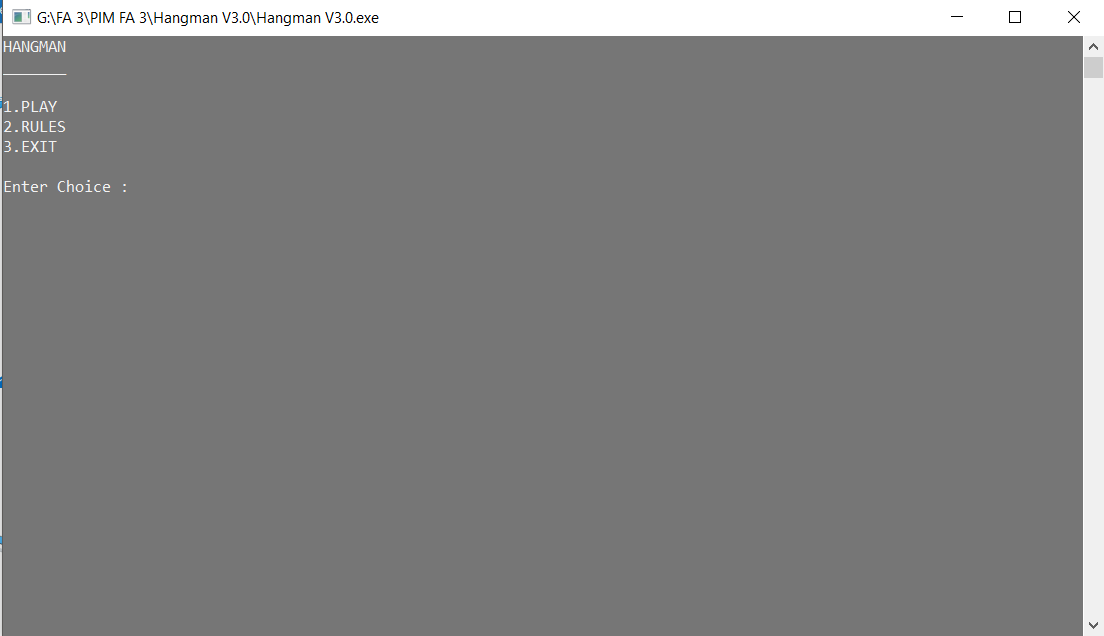 G:\FA 3\PIM FA 3\Hangman V3.0\Hangman V3.0.exe
HANGMAN
_______
1.PLAY
2.RULES
3.EXIT
Enter Choice :